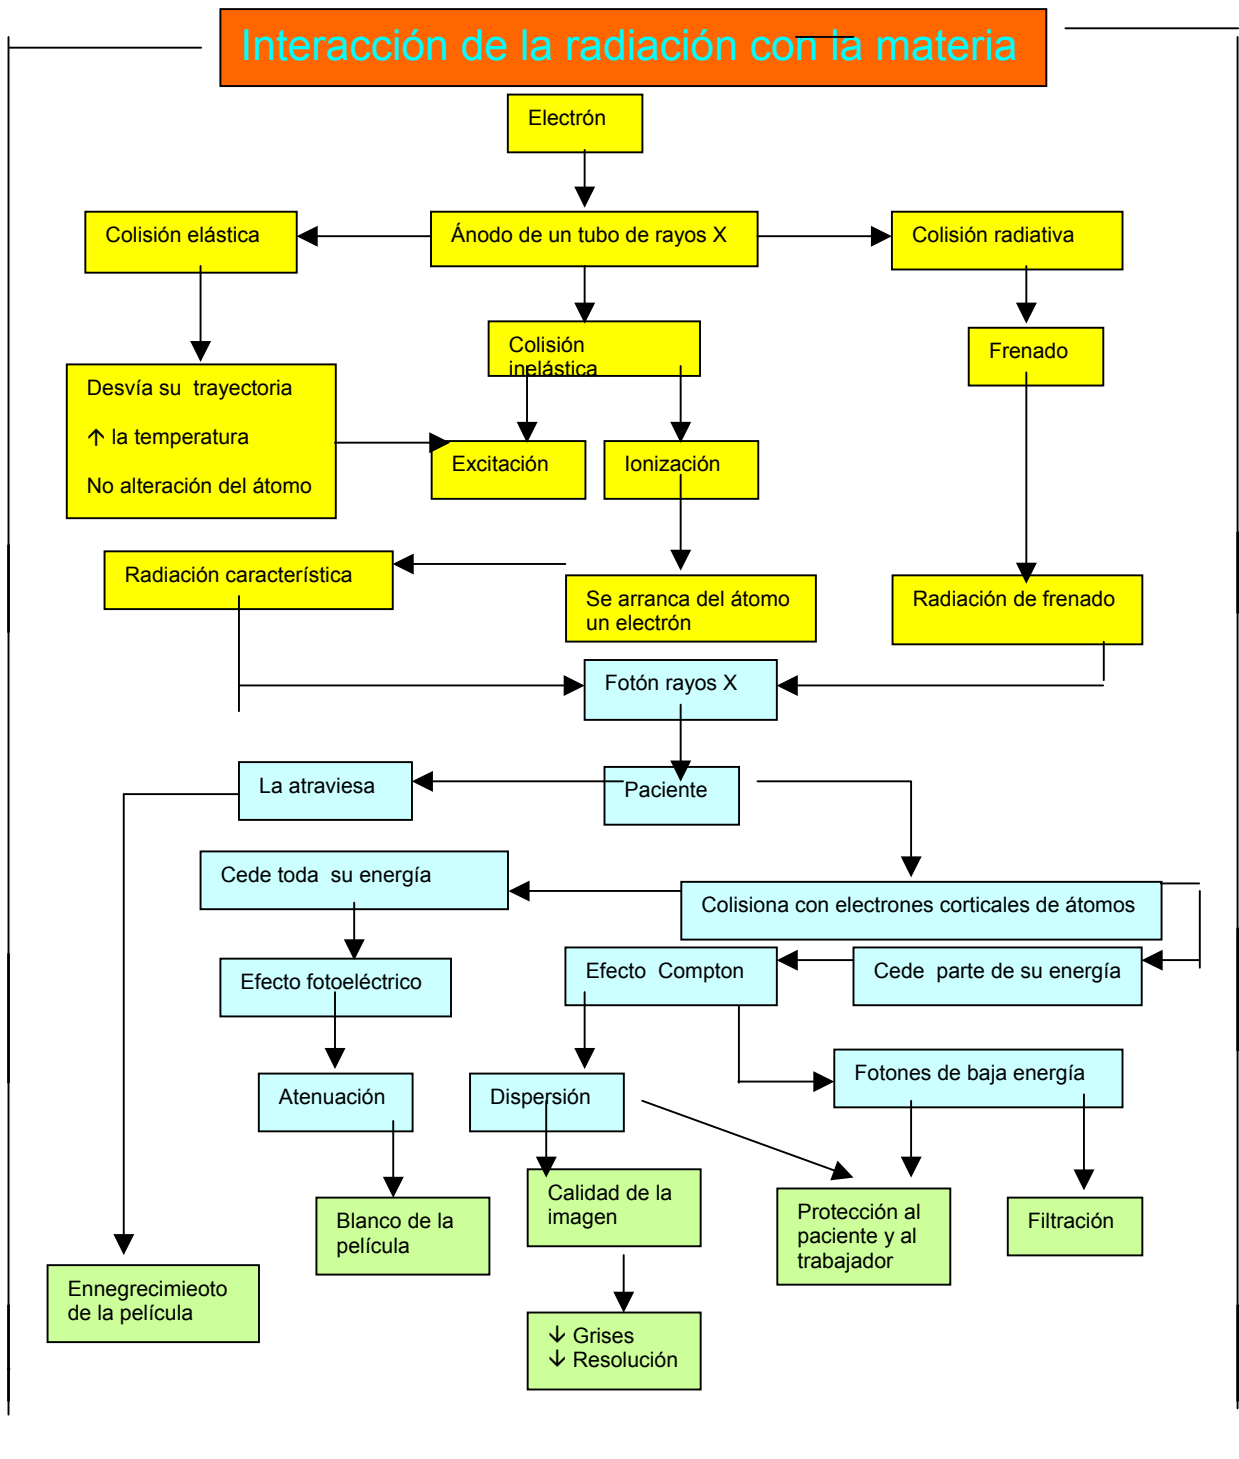 Interacción de la radiación con la materia
Electrón
Colisión elástica
Ánodo de un tubo de rayos X
Colisión radiativa
Colisión
inelástica
Frenado
Desvía su trayectoria
↑ la temperatura
No alteración del átomo
Excitación
Ionización
Radiación característica
Se arranca del átomo
un electrón
Radiación de frenado
Fotón rayos X
La atraviesa
Paciente
Cede toda su energía
Colisiona con electrones corticales de átomos
Efecto fotoeléctrico
Efecto Compton
Cede parte de su energía
Atenuación
Dispersión
Fotones de baja energía
Blanco de la
película
Calidad de la
imagen
Protección al
paciente y al
trabajador
Filtración
Ennegrecimieoto
de la película
↓ Grises
↓ Resolución